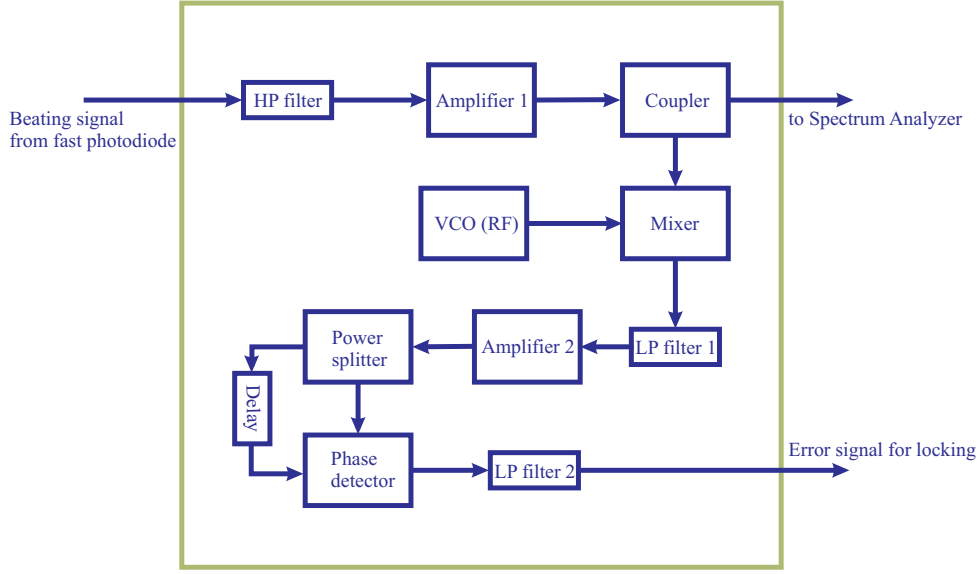 HP filter
Amplifier 1
Coupler
Beating signal
from fast photodiode
to Spectrum Analyzer
VCO (RF)
Mixer
Power
splitter
Amplifier 2
LP filter 1
Delay
Phase
detector
LP filter 2
Error signal for locking